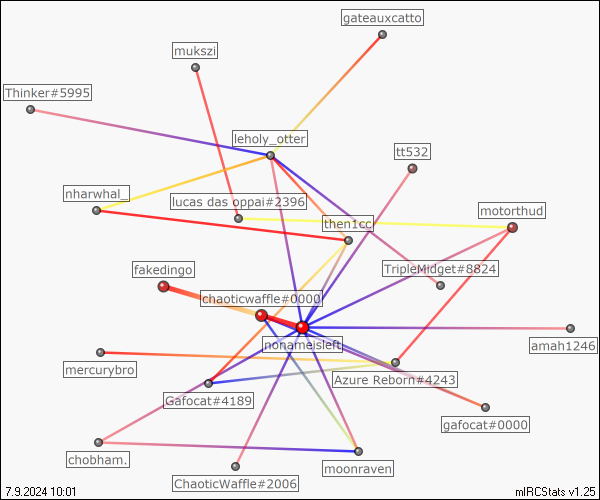 gateauxcatto
mukszi
Thinker#5995
leholy_otter
tt532
nharwhal_
lucas das oppai#2396
motorthud
then1cc
fakedingo
TripleMidget#8824
chaoticwaffle#0000
nonamaisleft
amah1246
mercurybro
Azure Reborn#4243
Gafocat#4189
gafocat#0000
chobham.
moonraven
ChaoticWaffle#2006
7.9.2024 10:01
mIRCStats v1.25